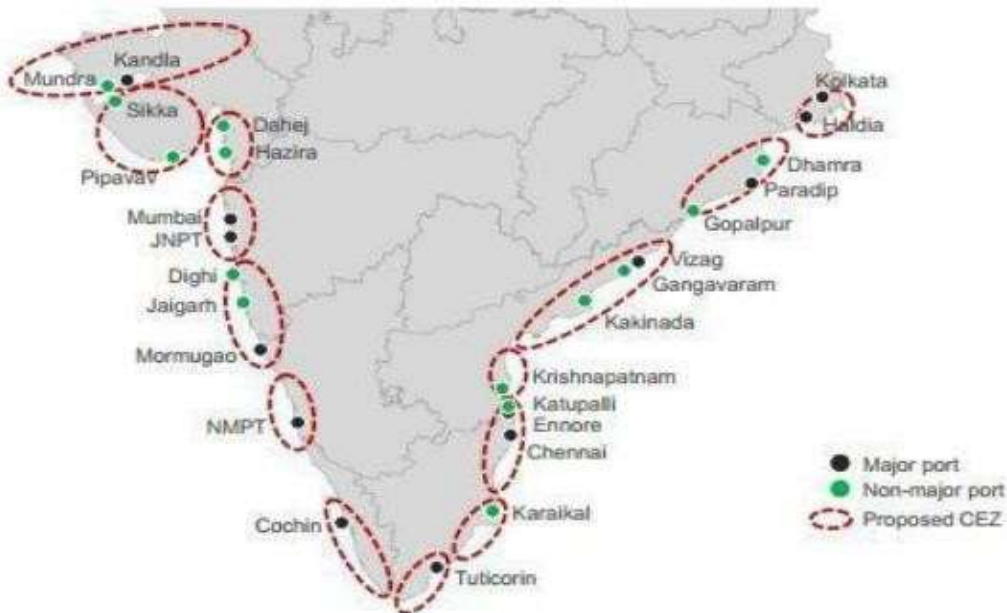 Kandla
Mundra
Sikka
Pipavav
Dahej
Hazira
Mumbai
JNPT
Dighi
Jaigarh
Mormugao
NMPT
Cochin
Kolkata
Haldia
Dhamra
Paradip
Gopalpur
Vizag
Gangavaram
Kakinada
Krishnapatnam
Katupalli
Ennore
Chennai
Karaikal
Tuticorin
Major port
Non-major port
Proposed CEZ